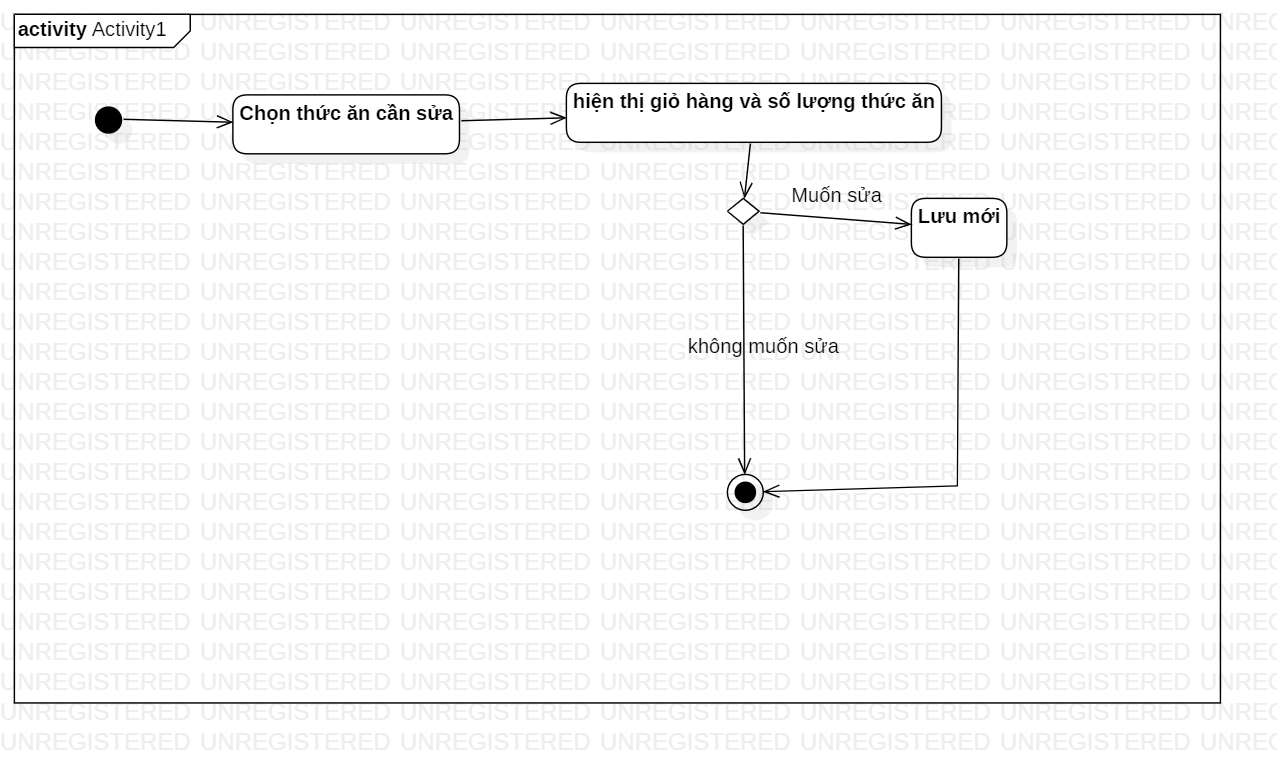 activity Activity1
Chọn thức ăn cần sửa
hiện thị giỏ hàng và số lượng thức ăn
Muốn sửa
Lưu mới
không muốn sửa
UNREGISTERED